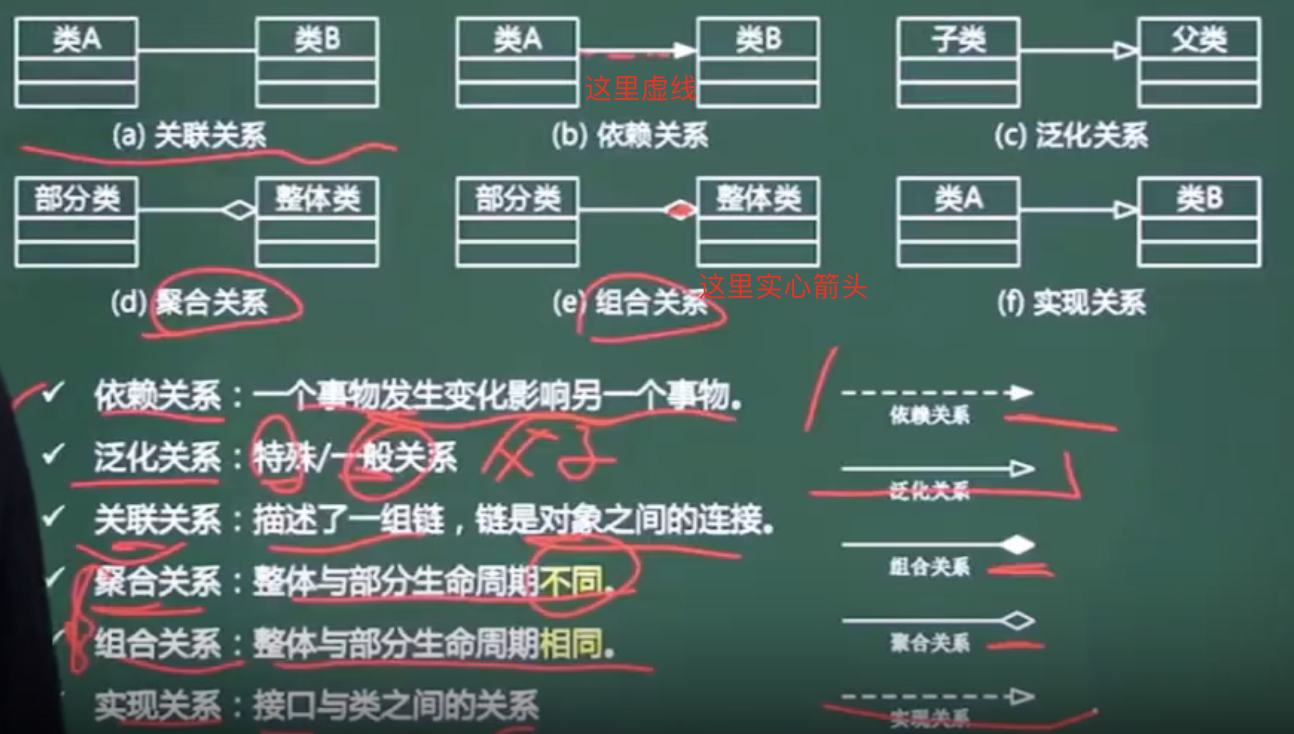 类A 类B 类A 类B 子类 父类
这里虚线
(a) 关联关系 (b) 依赖关系 (c) 泛化关系
部分类 整体类 部分类 整体类 类A 类B
这里实心箭头
(d) 聚合关系 (e) 组合关系 (f) 实现关系
✓ 依赖关系：一个事物发生变化影响另一个事物。
依赖关系
✓ 泛化关系：特殊/一般关系 父子
泛化关系
✓ 关联关系：描述了一组链，链是对象之间的连接。
组合关系
✓ 聚合关系：整体与部分生命周期不同。
聚合关系
✓ 组合关系：整体与部分生命周期相同。
实现关系：接口与类之间的关系
实现关系